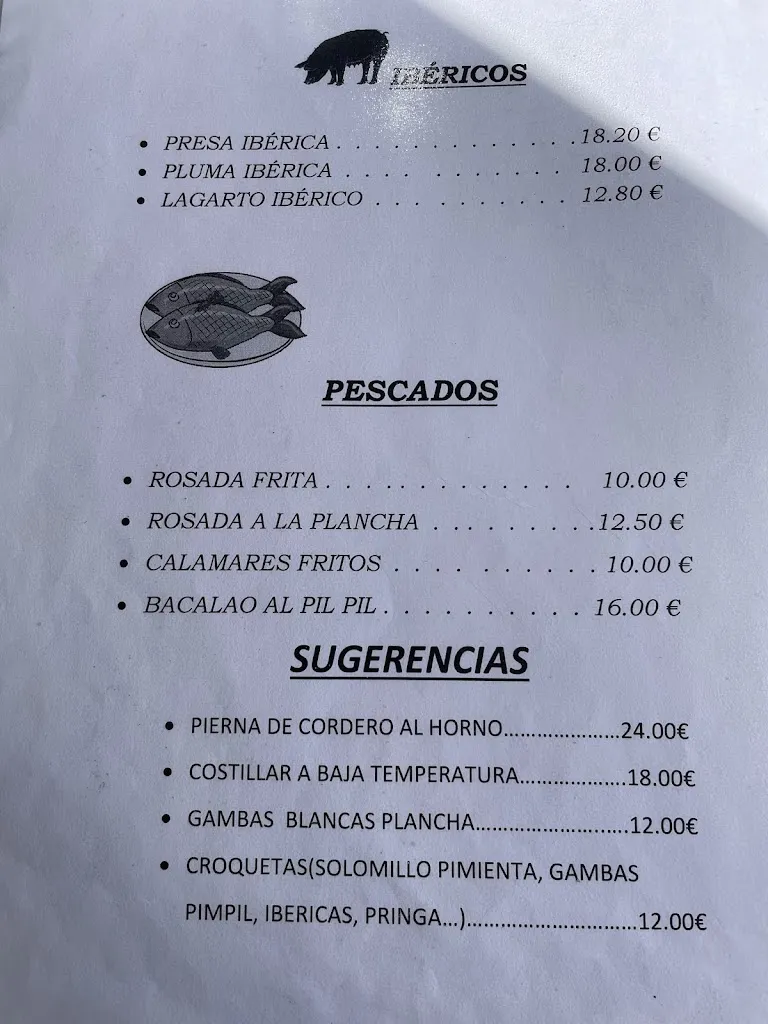 IBÉRICOS
• PRESA IBÉRICA . . . . . . . . . . . . . 18.20 €
• PLUMA IBÉRICA . . . . . . . . . . . 18.00 €
• LAGARTO IBÉRICO . . . . . . . . . . 12.80 €
PESCADOS
• ROSADA FRITA . . . . . . . . . . . . . 10.00 €
• ROSADA A LA PLANCHA . . . . . . . . .12.50 €
• CALAMARES FRITOS . . . . . . . . . . 10.00 €
• BACALAO AL PIL PIL . . . . . . . . . . . 16.00 €
SUGERENCIAS
• PIERNA DE CORDERO AL HORNO…………………24.00€
• COSTILLAR A BAJA TEMPERATURA……………….18.00€
• GAMBAS  BLANCAS PLANCHA…………………......12.00€
• CROQUETAS(SOLOMILLO PIMIENTA, GAMBAS
PIMPIL, IBERICAS, PRINGA…)…………………………12.00€